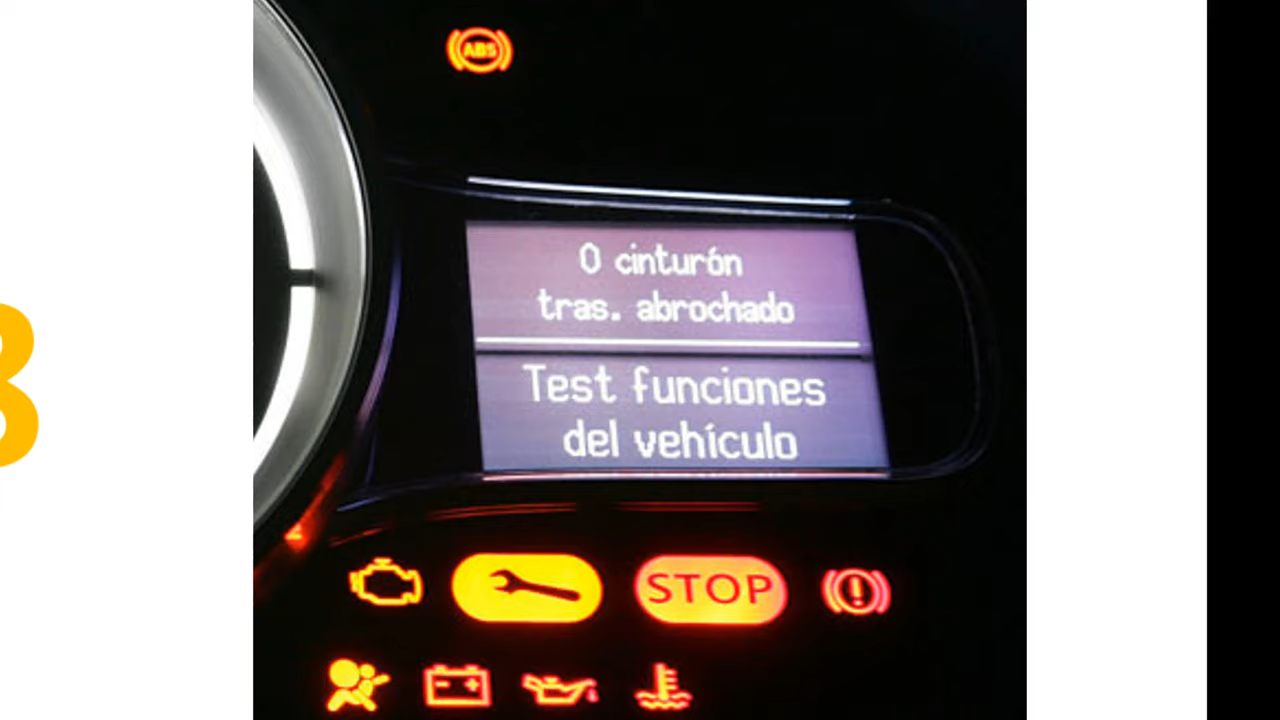 ABS
0 cinturón
tras. abrochado
Test funciones
del vehículo
STOP